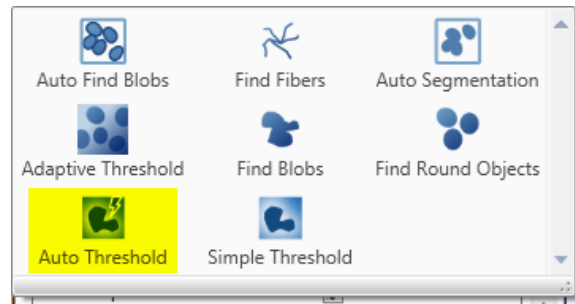 Auto Find Blobs Find Fibers Auto Segmentation
Adaptive Threshold Find Blobs Find Round Objects
Auto Threshold Simple Threshold